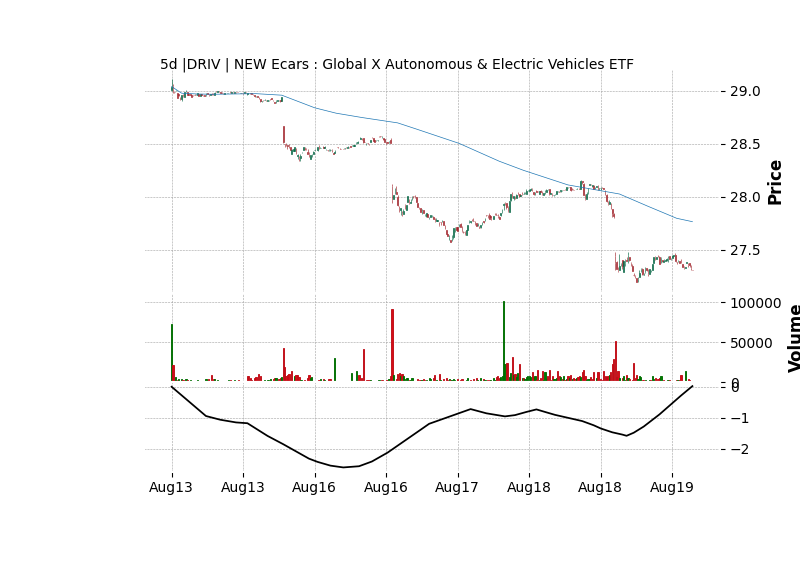 5d |DRIV | NEW Ecars : Global X Autonomous & Electric Vehicles ETF
29.0
28.5
28.0
27.5
Price
100000
50000
0
Volume
0
−1
−2
Aug13 Aug13 Aug16 Aug16 Aug17 Aug18 Aug18 Aug19